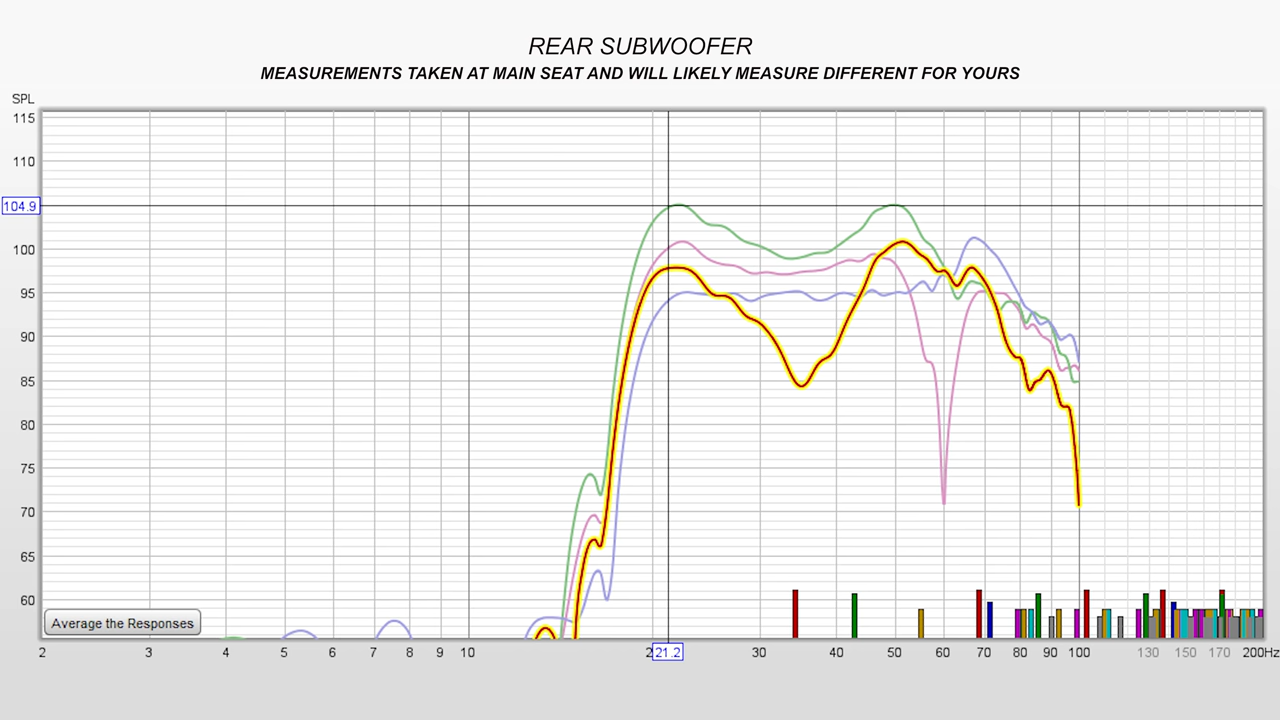 REAR SUBWOOFER
MEASUREMENTS TAKEN AT MAIN SEAT AND WILL LIKELY MEASURE DIFFERENT FOR YOURS
SPL
115
110
104.9
100
95
90
85
80
75
70
65
60
Average the Responses
2 3 4 5 6 7 8 9 10 2 21.2 30 40 50 60 70 80 90 100 130 150 170 200Hz